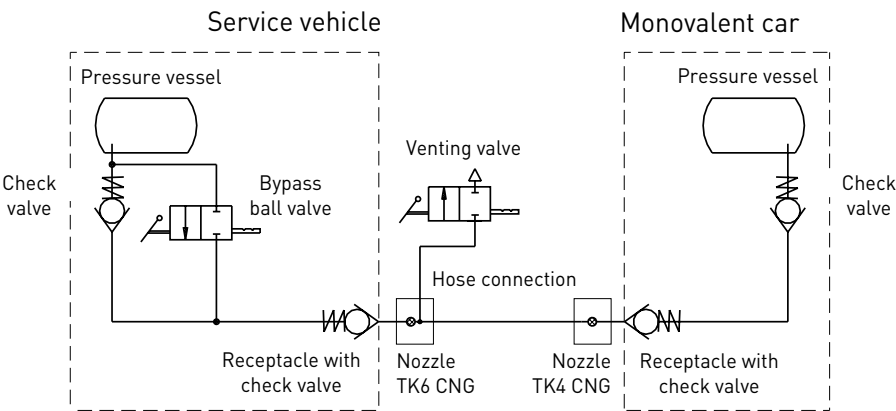 Service vehicle
Monovalent car
Pressure vessel
Pressure vessel
Venting valve
Check
valve
Bypass
ball valve
Check
valve
Hose connection
Receptacle with
check valve
Nozzle
TK6 CNG
Nozzle
TK4 CNG
Receptacle with
check valve